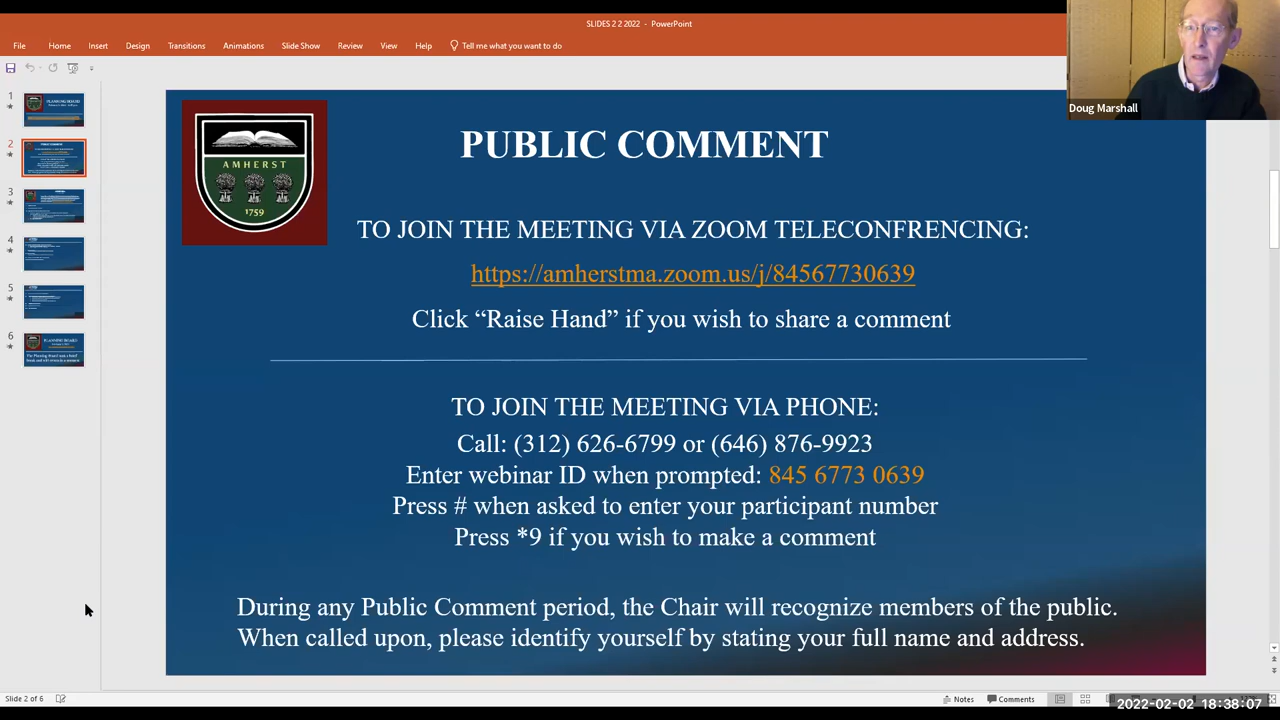 SLIDES 2 2 2022 - PowerPoint
File Home Insert Design Transitions Animations Slide Show Review View Help Tell me what you want to do
Doug Marshall
1
2
3
4
5
6
AMHERST
1759
PUBLIC COMMENT
TO JOIN THE MEETING VIA ZOOM TELECONFRENCING:
https://amherstma.zoom.us/j/84567730639
Click “Raise Hand” if you wish to share a comment
TO JOIN THE MEETING VIA PHONE:
Call: (312) 626-6799 or (646) 876-9923
Enter webinar ID when prompted: 845 6773 0639
Press # when asked to enter your participant number
Press *9 if you wish to make a comment
During any Public Comment period, the Chair will recognize members of the public.
When called upon, please identify yourself by stating your full name and address.
Slide 2 of 6 Notes Comments
2022-02-02 18:38:07